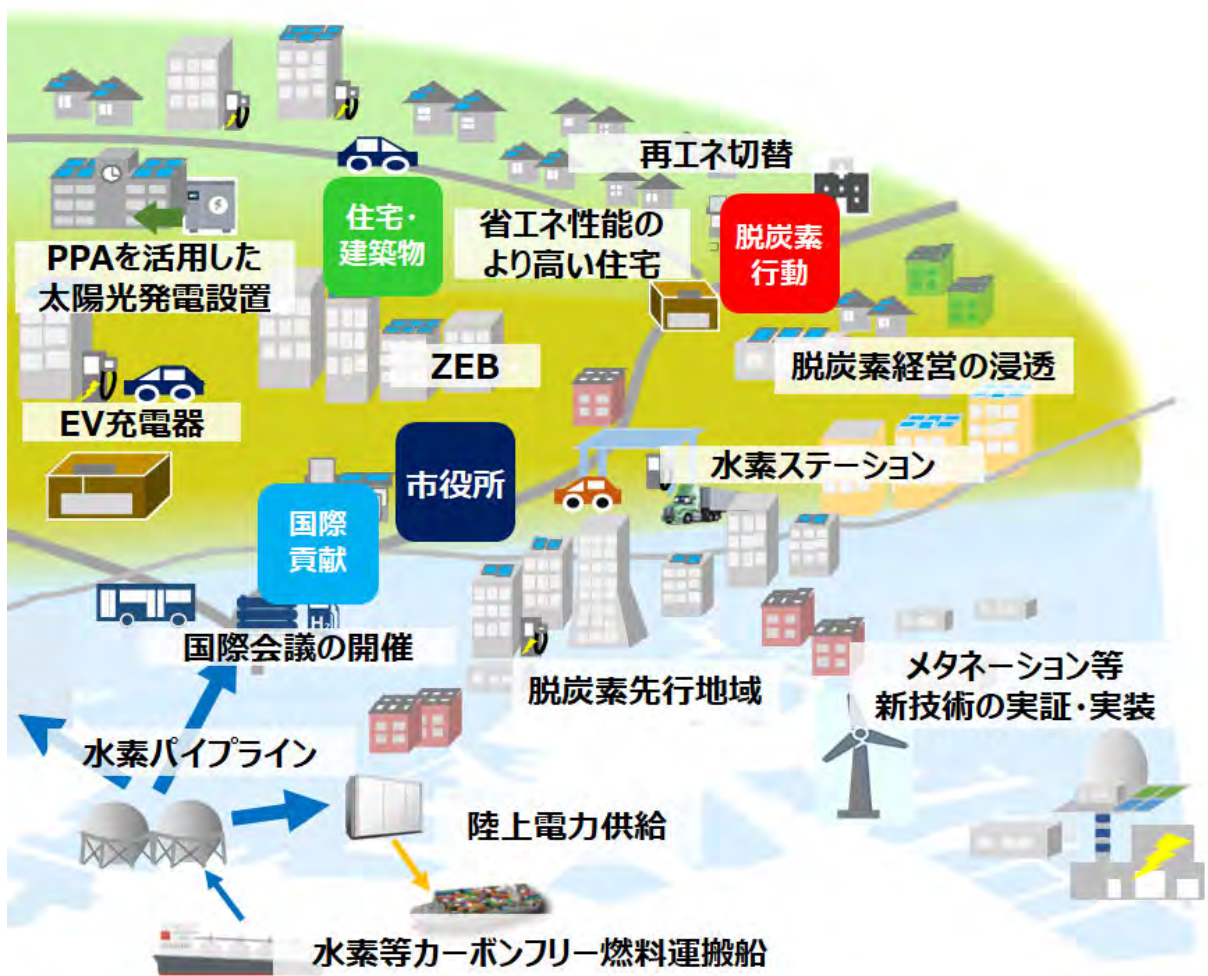 再エネ切替
住宅・
建築物
省エネ性能の
より高い住宅
脱炭素
行動
PPAを活用した
太陽光発電設置
ZEB
脱炭素経営の浸透
EV充電器
市役所
水素ステーション
国際
貢献
H2
国際会議の開催
脱炭素先行地域
メタネーション等
新技術の実証・実装
水素パイプライン
陸上電力供給
水素等カーボンフリー燃料運搬船